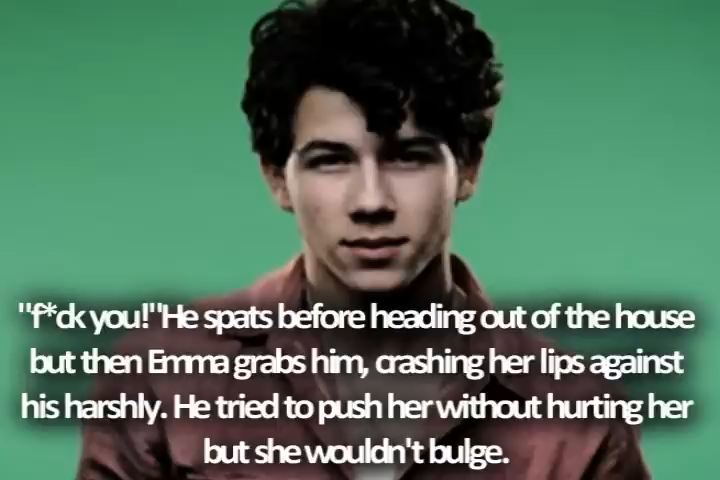 "f*ck you!"He spats before heading out of the house
but then Emma grabs him, crashing her lips against
his harshly. He tried to push her without hurting her
but she wouldn't bulge.